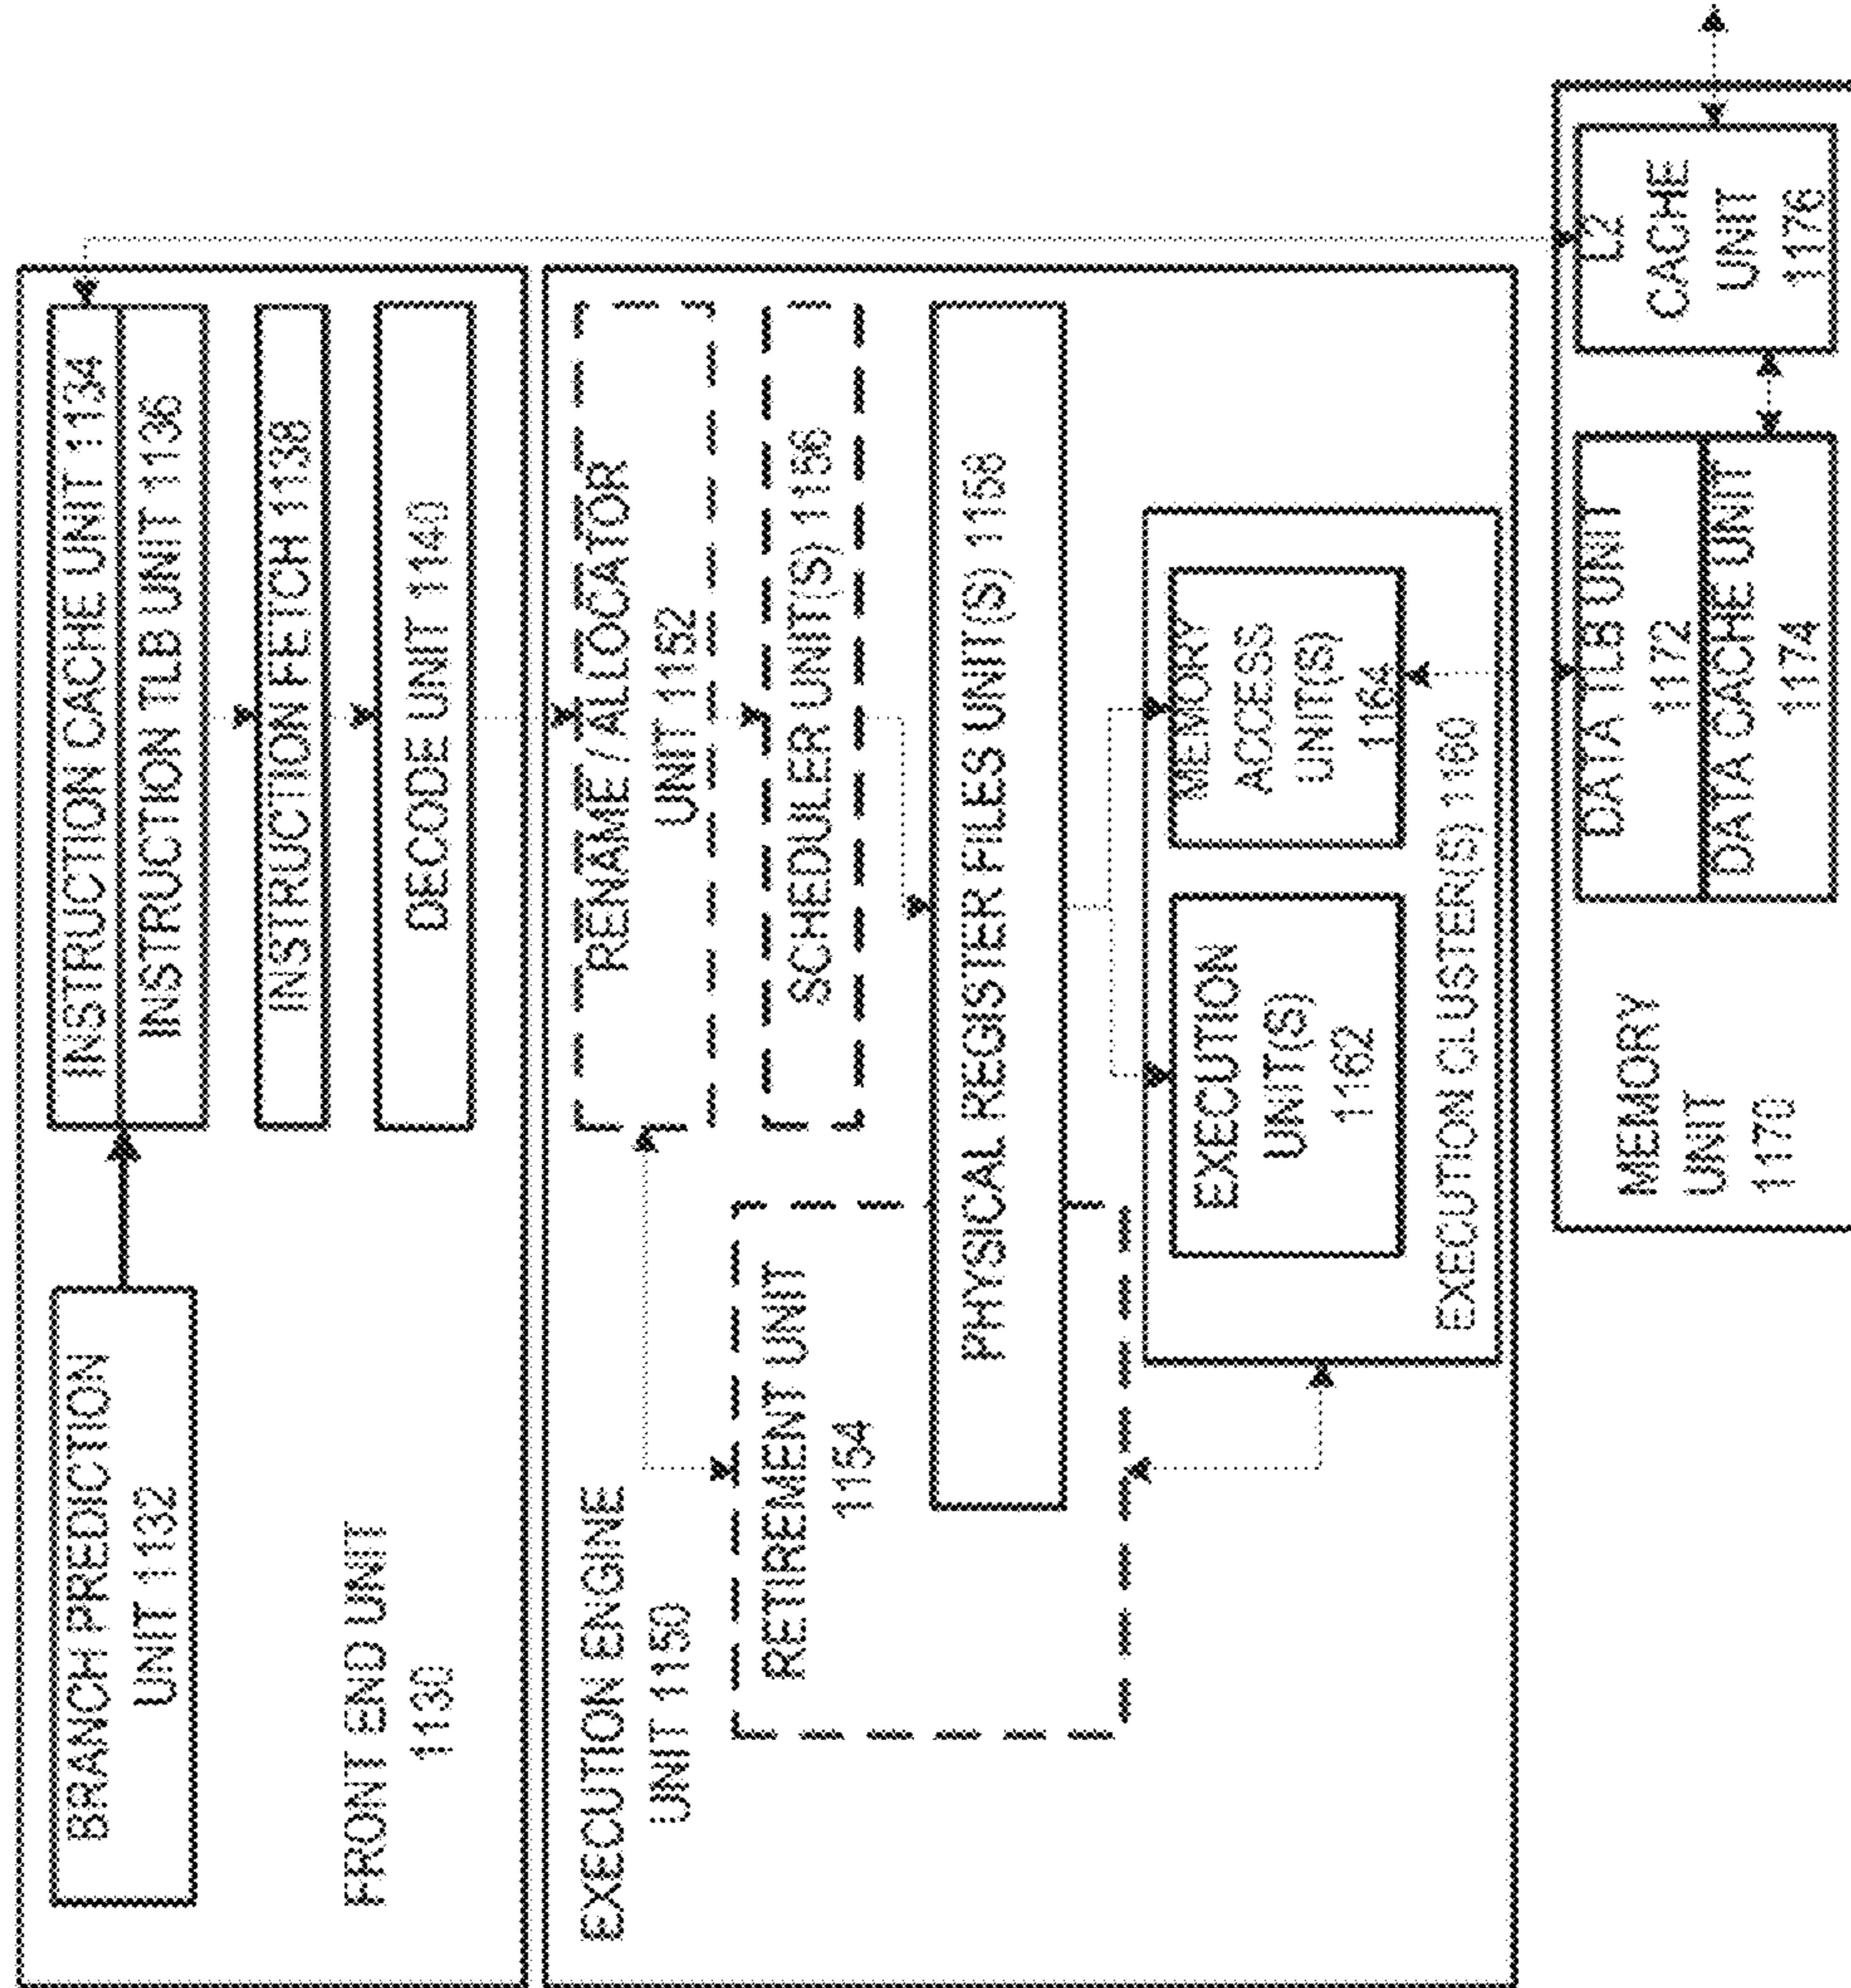 BRANCH PREDICTION
UNIT 1132
INSTRUCTION CACHE UNIT 1134
INSTRUCTION TLB UNIT 1136
INSTRUCTION FETCH 1138
FRONT END UNIT
1130
DECODE UNIT 1140
EXECUTION ENGINE
UNIT 1150
RENAME / ALLOCATOR
UNIT 1152
RETIREMENT UNIT
1154
SCHEDULER UNIT(S) 1156
PHYSICAL REGISTER FILES UNIT(S) 1158
EXECUTION
UNIT(S)
1162
MEMORY
ACCESS
UNIT(S)
1164
EXECUTION CLUSTER(S) 1160
MEMORY
UNIT
1170
DATA TLB UNIT
1172
DATA CACHE UNIT
1174
L2
CACHE
UNIT
1176